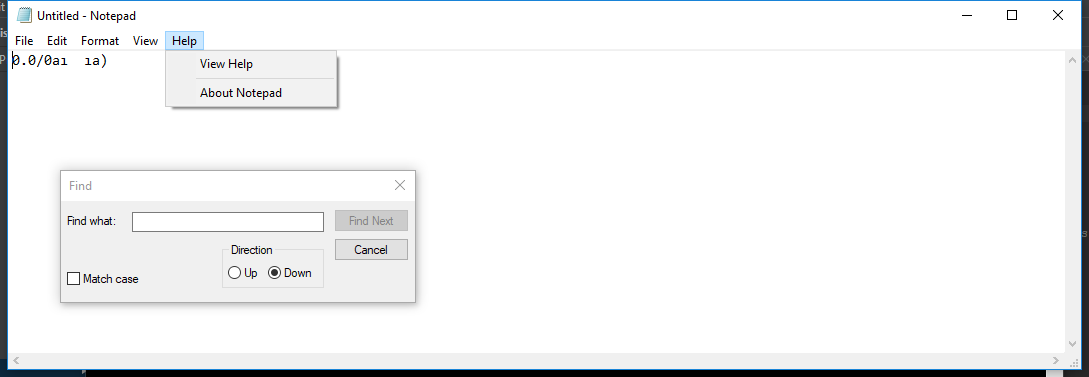 Untitled - Notepad
File Edit Format View Help
0.0/0aı  ıa)
View Help
About Notepad
Find
Find what:
Find Next
Cancel
Direction
Up Down
Match case